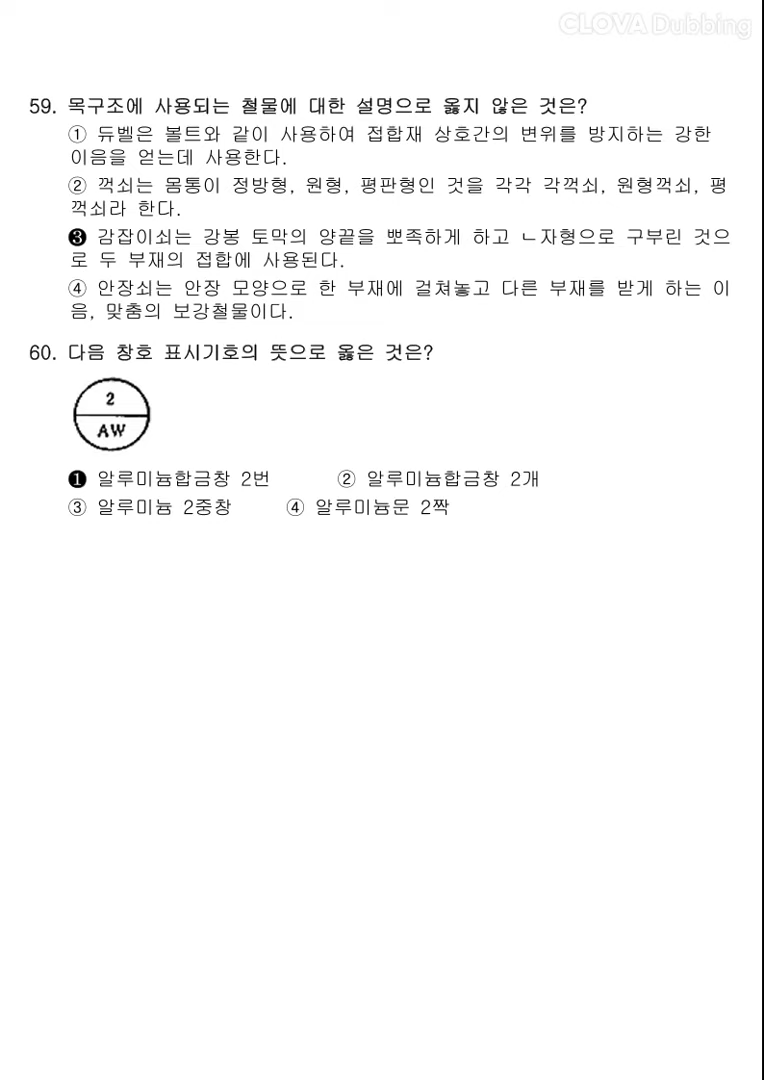 CLOVA Dubbing
59. 목구조에 사용되는 철물에 대한 설명으로 옳지 않은 것은?
① 듀벨은 볼트와 같이 사용하여 접합재 상호간의 변위를 방지하는 강한
이음을 얻는데 사용한다.
② 꺽쇠는 몸통이 정방형, 원형, 평판형인 것을 각각 각꺽쇠, 원형꺽쇠, 평
꺽쇠라 한다.
❸ 감잡이쇠는 강봉 토막의 양끝을 뽀족하게 하고 ㄴ자형으로 구부린 것으
로 두 부재의 접합에 사용된다.
④ 안장쇠는 안장 모양으로 한 부재에 걸쳐놓고 다른 부재를 받게 하는 이
음, 맞춤의 보강철물이다.
60. 다음 창호 표시기호의 뜻으로 옳은 것은?
2
AW
❶ 알루미늄합금창 2번 ② 알루미늄합금창 2개
③ 알루미늄 2중창 ④ 알루미늄문 2짝